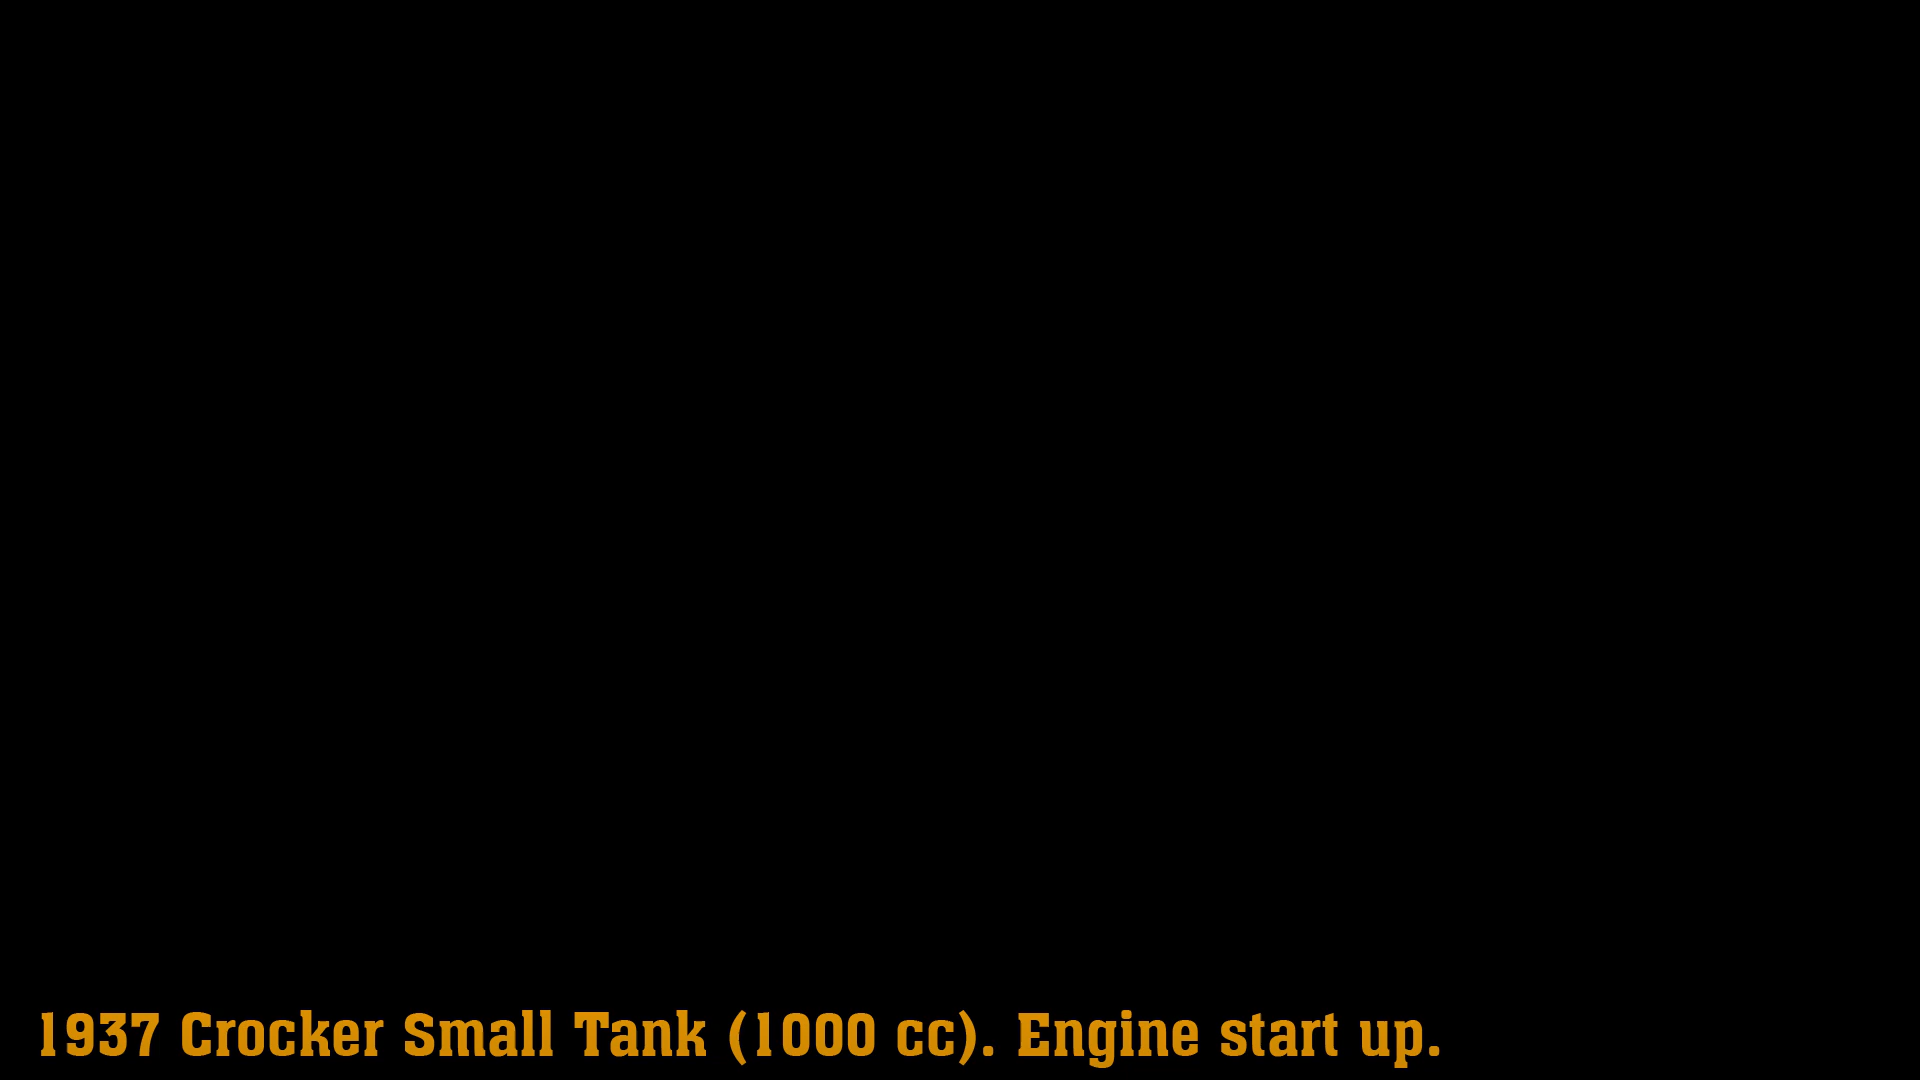 1937 Crocker Small Tank (1000 cc). Engine start up.